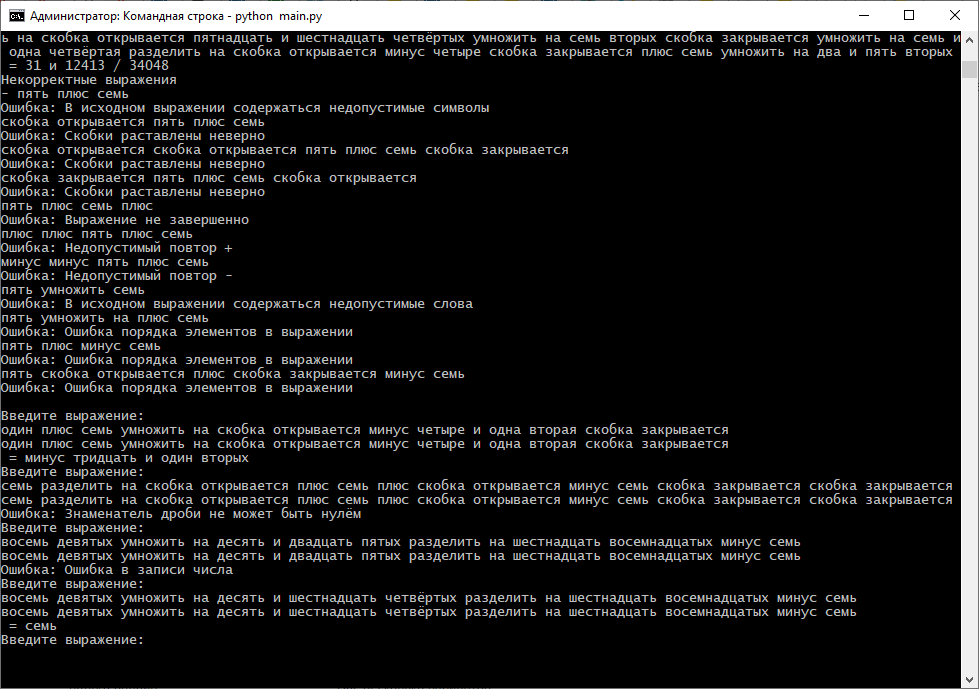 Администратор: Командная строка - python main.py
ь на скобка открывается пятнадцать и шестнадцать четвёртых умножить на семь вторых скобка закрывается умножить на семь и
одна четвёртая разделить на скобка открывается минус четыре скобка закрывается плюс семь умножить на два и пять вторых
= 31 и 12413 / 34048
Некорректные выражения
- пять плюс семь
Ошибка: В исходном выражении содержаться недопустимые символы
скобка открывается пять плюс семь
Ошибка: Скобки раставлены неверно
скобка открывается скобка открывается пять плюс семь скобка закрывается
Ошибка: Скобки раставлены неверно
скобка закрывается пять плюс семь скобка открывается
Ошибка: Скобки раставлены неверно
пять плюс семь плюс
Ошибка: Выражение не завершенно
плюс плюс пять плюс семь
Ошибка: Недопустимый повтор +
минус минус пять плюс семь
Ошибка: Недопустимый повтор -
пять умножить семь
Ошибка: В исходном выражении содержаться недопустимые слова
пять умножить на плюс семь
Ошибка: Ошибка порядка элементов в выражении
пять плюс минус семь
Ошибка: Ошибка порядка элементов в выражении
пять скобка открывается плюс скобка закрывается минус семь
Ошибка: Ошибка порядка элементов в выражении
Введите выражение:
один плюс семь умножить на скобка открывается минус четыре и одна вторая скобка закрывается
один плюс семь умножить на скобка открывается минус четыре и одна вторая скобка закрывается
= минус тридцать и один вторых
Введите выражение:
семь разделить на скобка открывается плюс семь плюс скобка открывается минус семь скобка закрывается скобка закрывается
семь разделить на скобка открывается плюс семь плюс скобка открывается минус семь скобка закрывается скобка закрывается
Ошибка: Знаменатель дроби не может быть нулём
Введите выражение:
восемь девятых умножить на десять и двадцать пятых разделить на шестнадцать восемнадцатых минус семь
восемь девятых умножить на десять и двадцать пятых разделить на шестнадцать восемнадцатых минус семь
Ошибка: Ошибка в записи числа
Введите выражение:
восемь девятых умножить на десять и шестнадцать четвёртых разделить на шестнадцать восемнадцатых минус семь
восемь девятых умножить на десять и шестнадцать четвёртых разделить на шестнадцать восемнадцатых минус семь
= семь
Введите выражение: